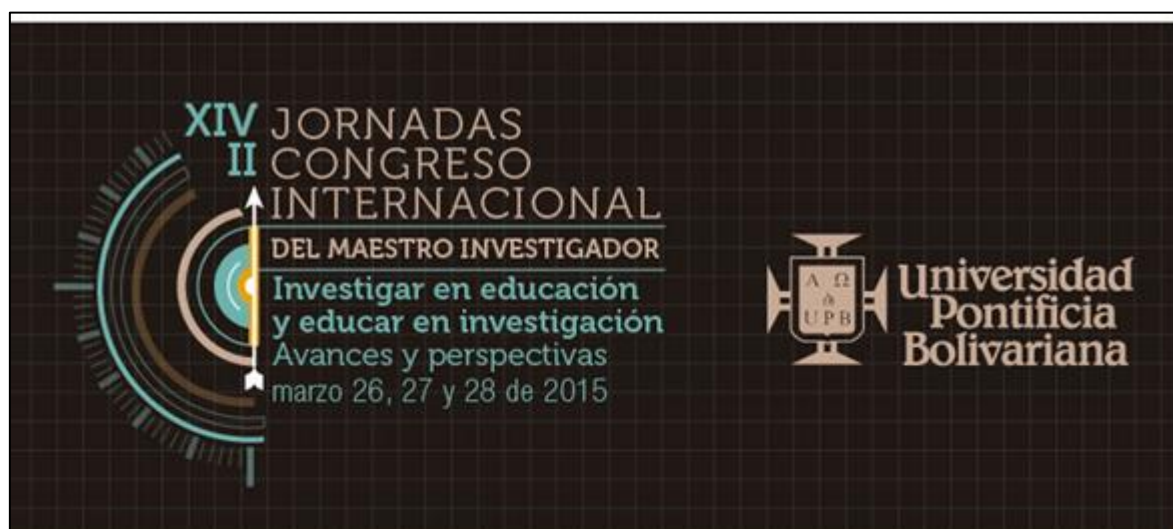 XIV JORNADAS
II CONGRESO
INTERNACIONAL
DEL MAESTRO INVESTIGADOR
Investigar en educación
y educar en investigación
Avances y perspectivas
marzo 26, 27 y 28 de 2015
Α Ω
de
UPB
Universidad
Pontificia
Bolivariana